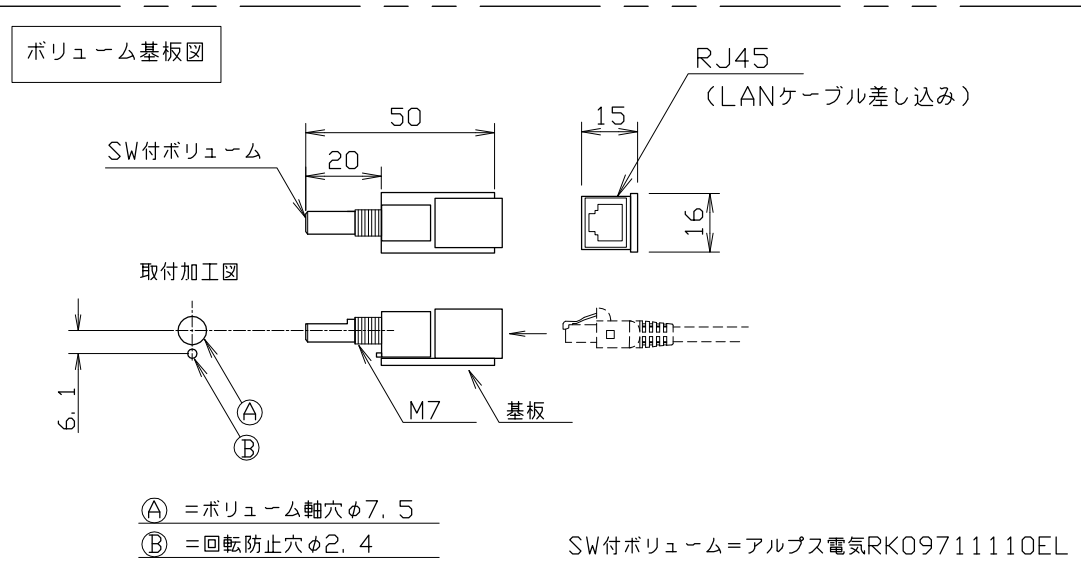 ボリューム基板図
RJ45
(LANケーブル差し込み)
50
15
SW付ボリューム
20
16
取付加工図
6.1
A
B
M7
基板
A =ボリューム軸穴φ7.5
B =回転防止穴φ2.4
SW付ボリューム=アルプス電気RK09711110EL